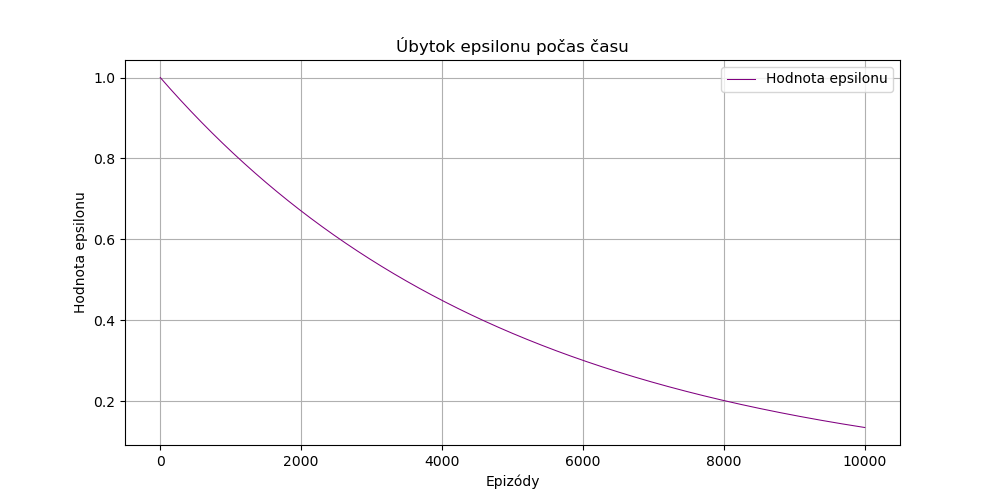 Úbytok epsilonu počas času
Hodnota epsilonu
1.0
0.8
0.6
0.4
0.2
Hodnota epsilonu
0 2000 4000 6000 8000 10000
Epizódy